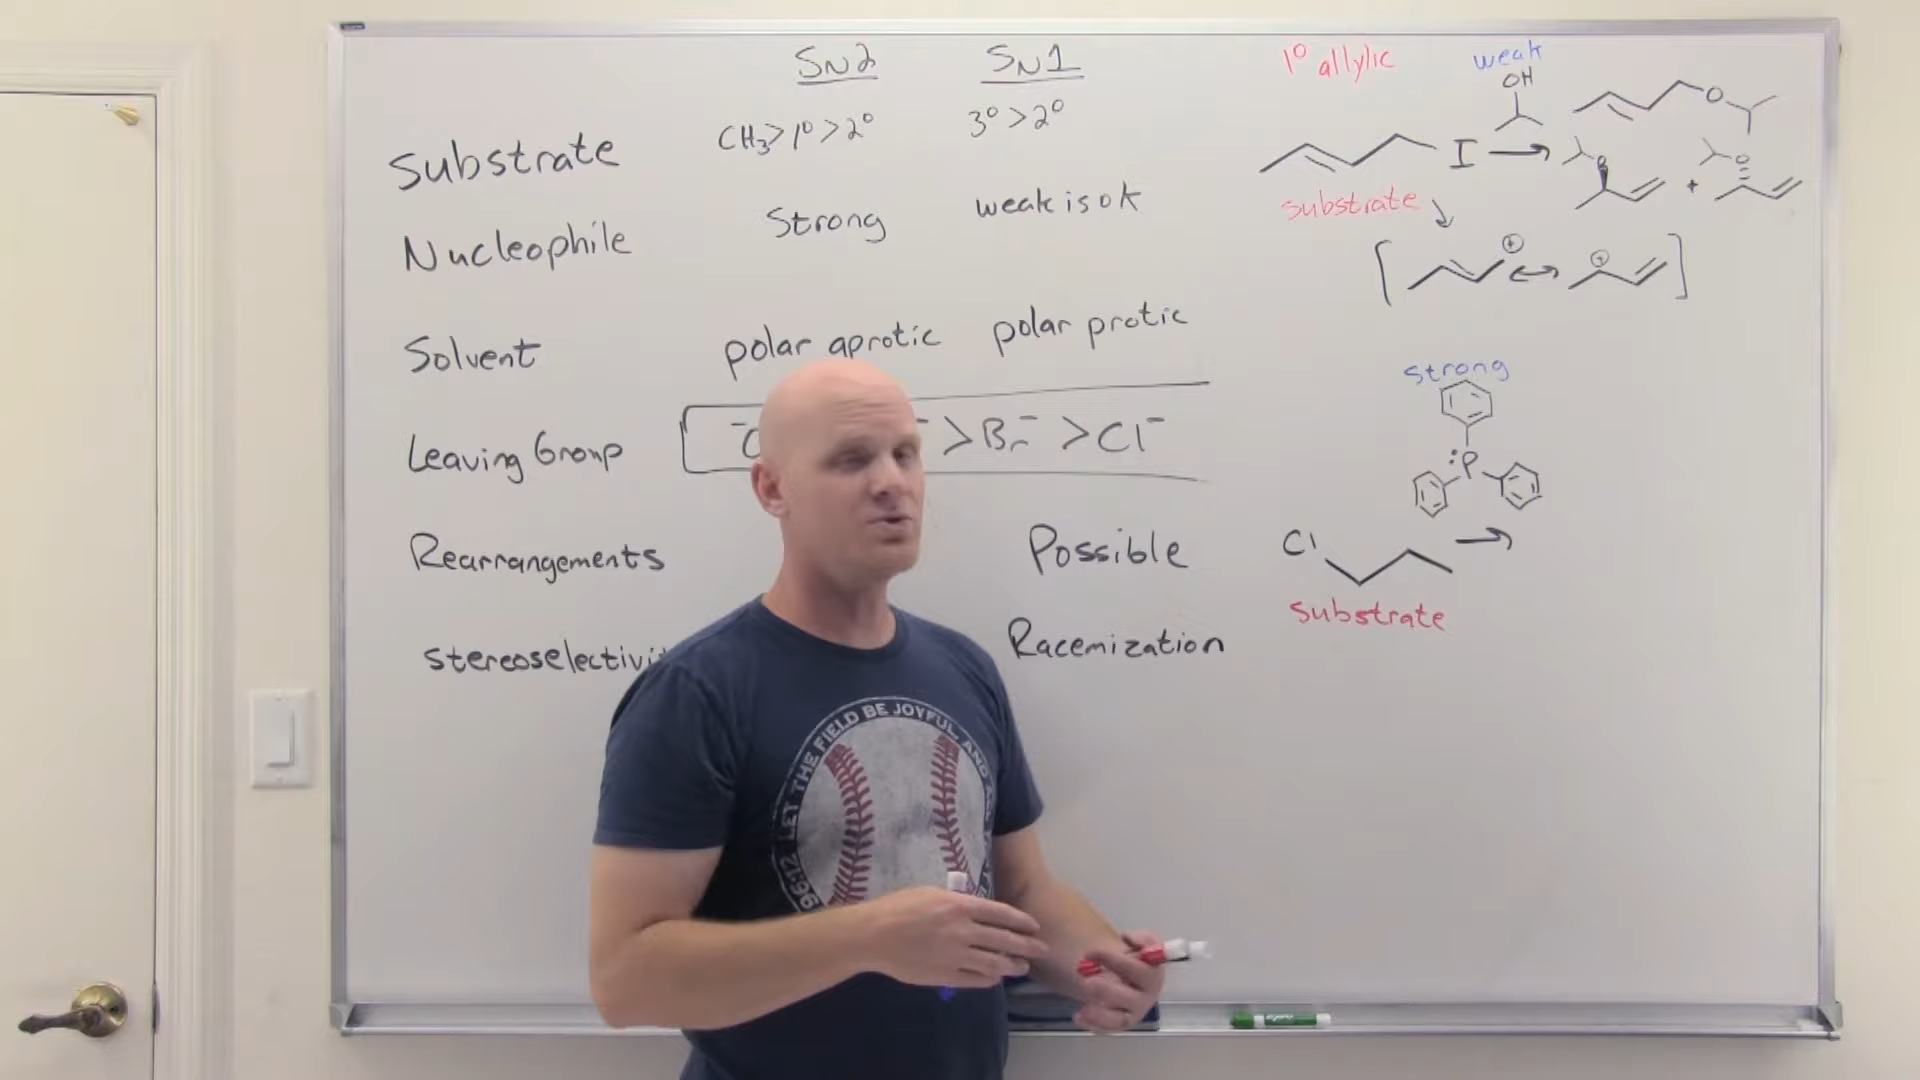 SN2 SN1
Substrate CH₃>1°>2° 3°>2°
Nucleophile Strong weak is ok
Solvent polar aprotic polar protic
Leaving Group >Br⁻ >Cl⁻
Rearrangements Possible
Racemization
1° allylic weak
OH
O
I
O + O
substrate
⊕ ⊕
strong
:P
Cl
substrate
LET THE FIELD BE JOYFUL, AND
96:12